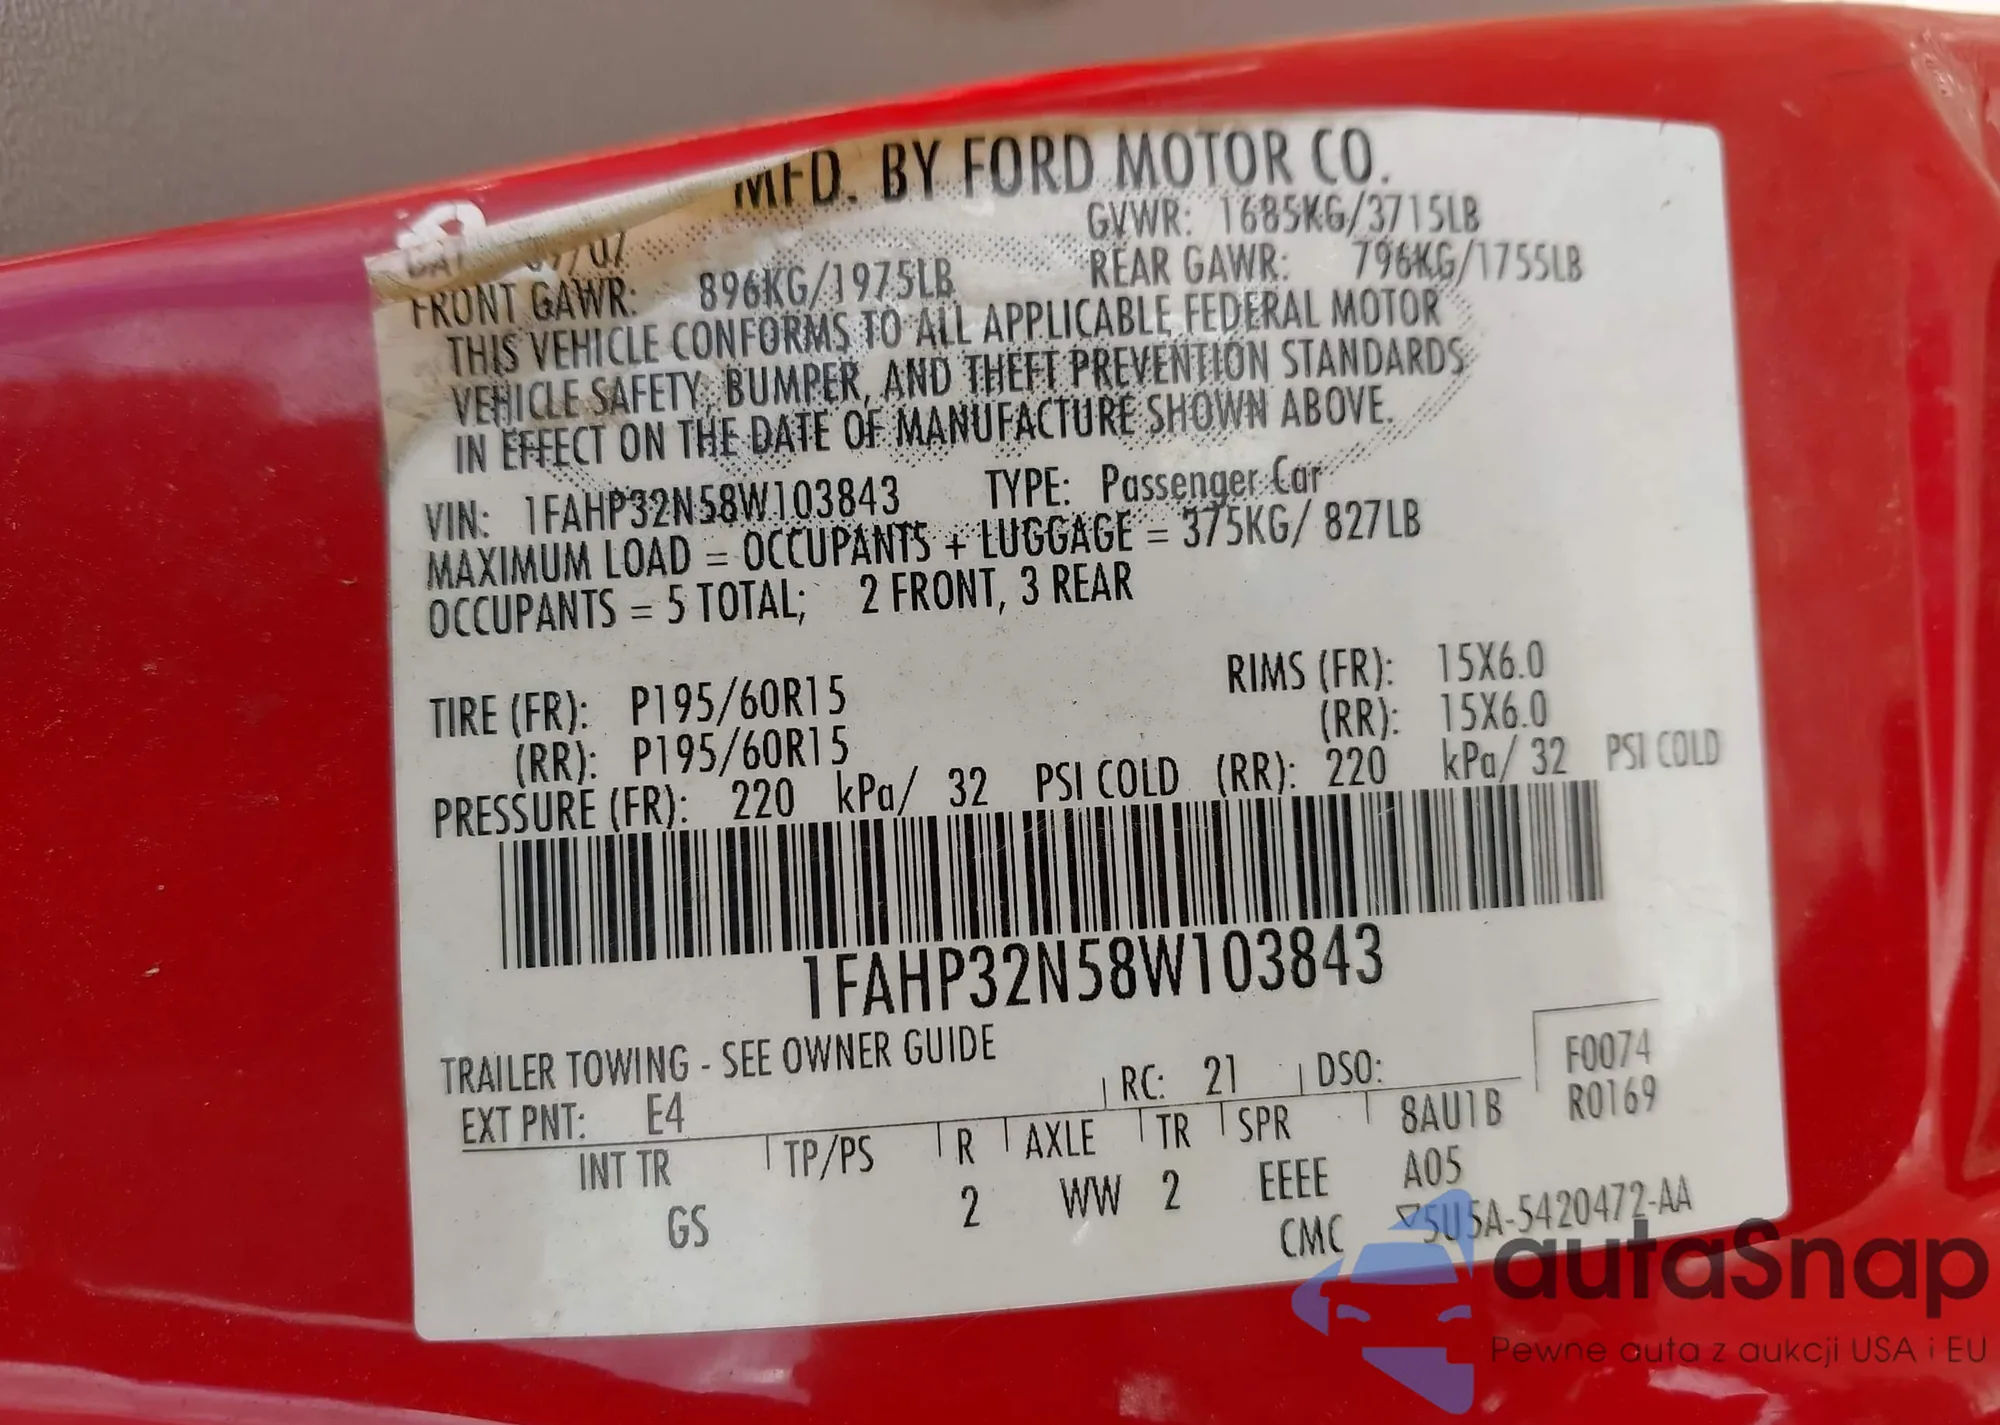 MFD. BY FORD MOTOR CO.
GVWR: 1685KG/3715LB
FRONT GAWR: 896KG/1975LB REAR GAWR: 796KG/1755LB
THIS VEHICLE CONFORMS TO ALL APPLICABLE FEDERAL MOTOR
VEHICLE SAFETY, BUMPER, AND THEFT PREVENTION STANDARDS
IN EFFECT ON THE DATE OF MANUFACTURE SHOWN ABOVE.
VIN: 1FAHP32N58W103843 TYPE: Passenger Car
MAXIMUM LOAD = OCCUPANTS + LUGGAGE = 375KG/ 827LB
OCCUPANTS = 5 TOTAL; 2 FRONT, 3 REAR
TIRE (FR): P195/60R15 RIMS (FR): 15X6.0
(RR): P195/60R15 (RR): 15X6.0
PRESSURE (FR): 220 kPa/ 32 PSI COLD (RR): 220 kPa/ 32 PSI COLD
1FAHP32N58W103843
TRAILER TOWING - SEE OWNER GUIDE
EXT PNT: E4 RC: 21 DSO: F0074
R0169
INT TR TP/PS R AXLE TR SPR 8AU1B
GS 2 WW 2 EEEE A05
CMC ▽5U5A-5420472-AA
autaSnap
Pewne auta z aukcji USA i EU